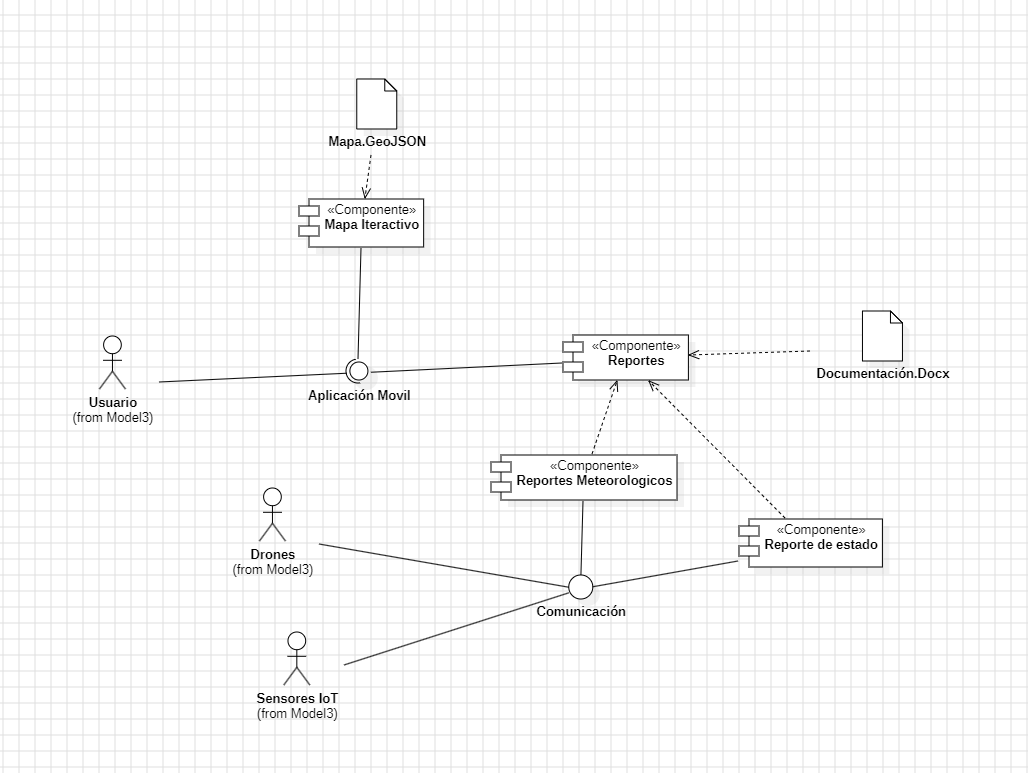 Mapa.GeoJSON
«Componente»
Mapa Iteractivo
«Componente»
Reportes
Documentación.Docx
Usuario
(from Model3)
Aplicación Movil
«Componente»
Reportes Meteorologicos
«Componente»
Reporte de estado
Drones
(from Model3)
Comunicación
Sensores IoT
(from Model3)